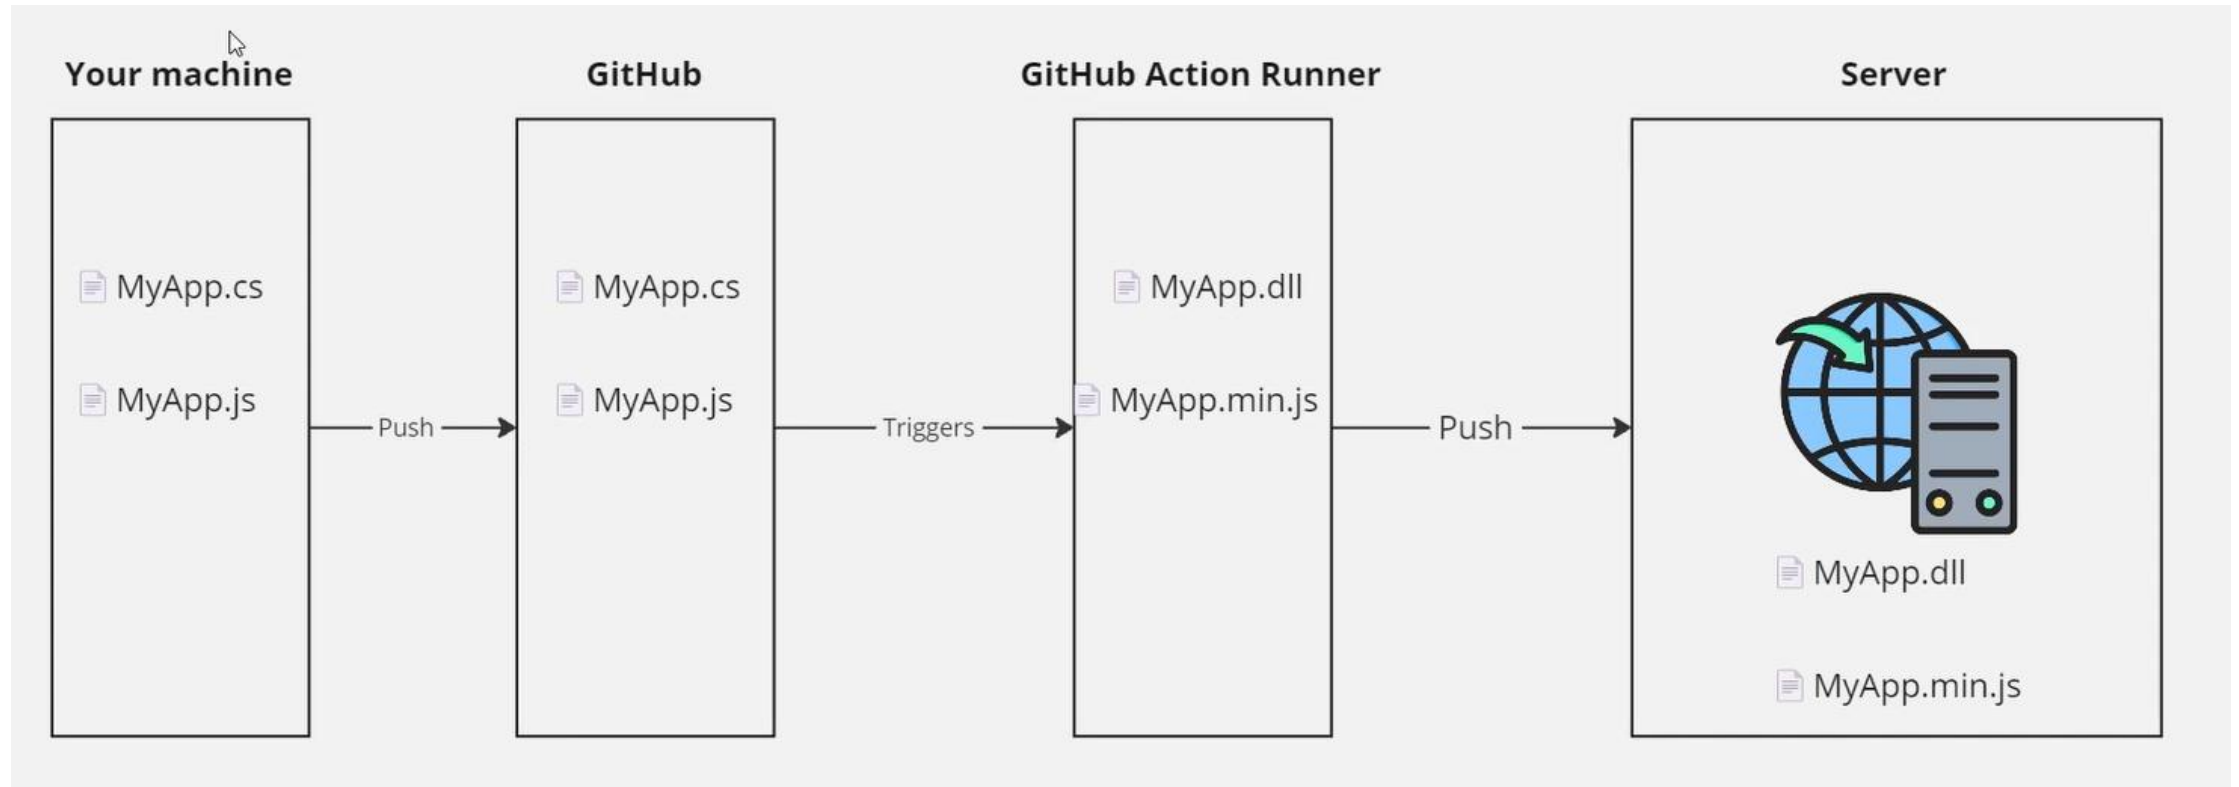 Your machine
GitHub
GitHub Action Runner
Server
MyApp.cs
MyApp.cs
MyApp.dll
MyApp.js
MyApp.js
MyApp.min.js
Push
Triggers
Push
MyApp.dll
MyApp.min.js